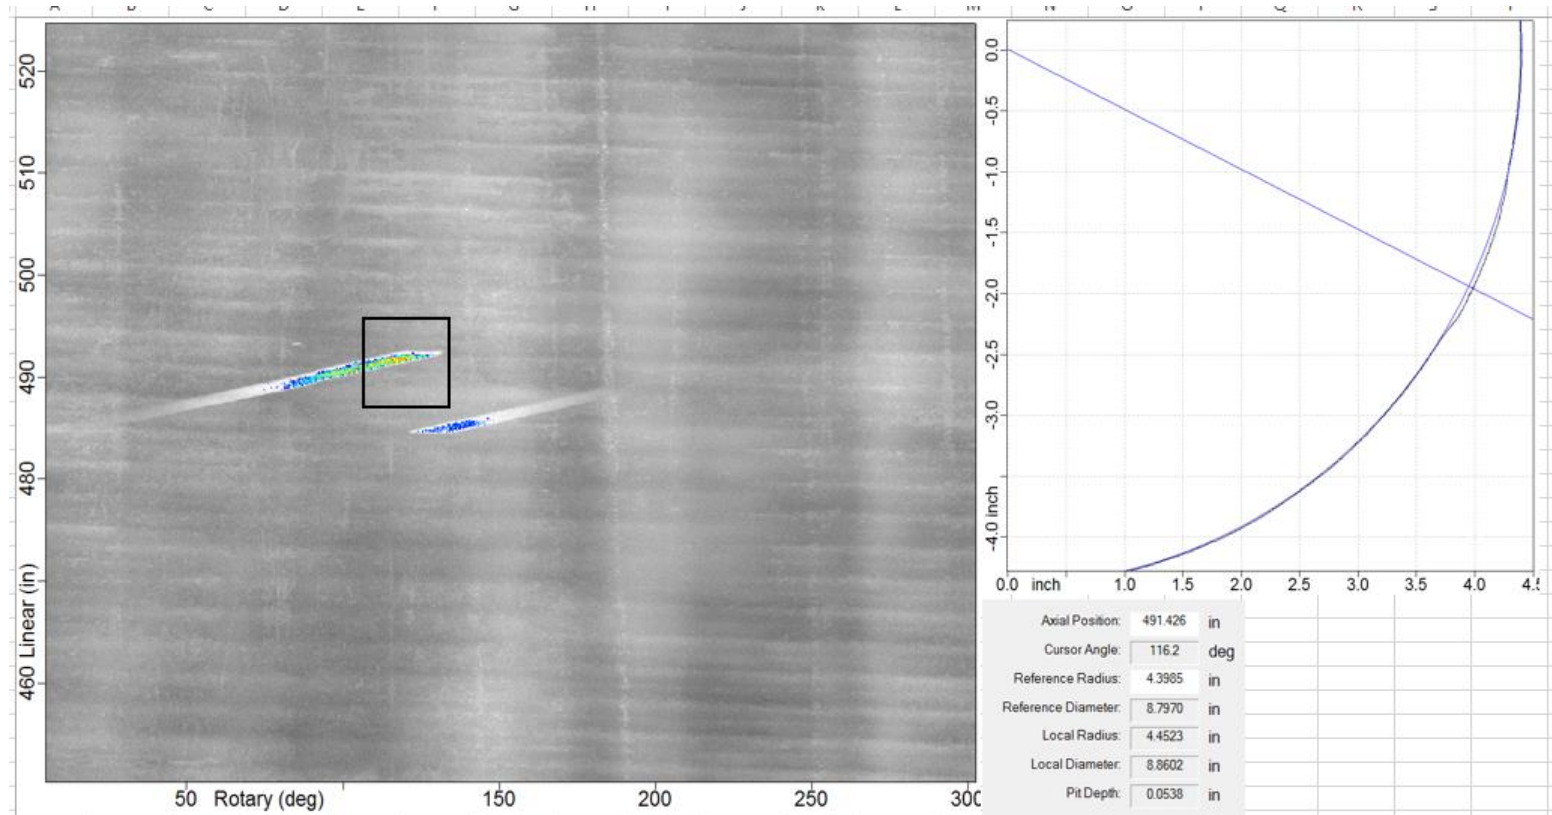 520
510
500
490
480
460 Linear (in)
50 Rotary (deg) 150 200 250 300
0.0
-0.5
-1.0
-1.5
-2.0
-2.5
-3.0
-4.0 inch
0.0 inch 1.0 1.5 2.0 2.5 3.0 3.5 4.0 4.5
Axial Position: 491.426 in
Cursor Angle: 116.2 deg
Reference Radius: 4.3985 in
Reference Diameter: 8.7970 in
Local Radius: 4.4523 in
Local Diameter: 8.8602 in
Pit Depth: 0.0538 in